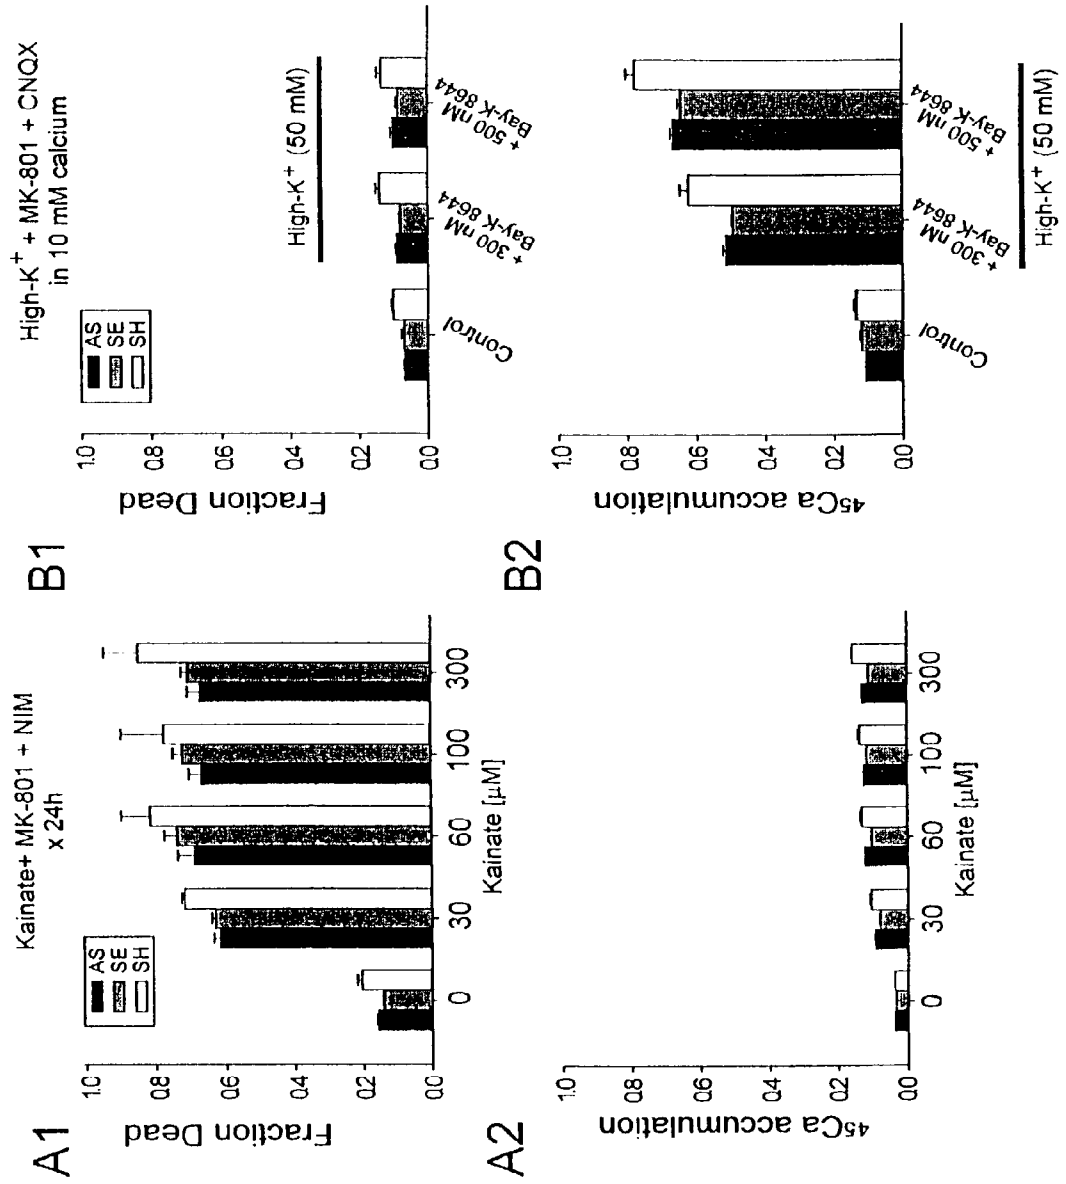 A1
Kainate+ MK-801 + NIM
x 24h
AS
SE
SH
Fraction Dead
1.0
0.8
0.6
0.4
0.2
0.0
0
30
60
100
300
Kainate [µM]
A2
⁴⁵Ca accumulation
1.0
0.8
0.6
0.4
0.2
0.0
0
30
60
100
300
Kainate [µM]
B1
High-K⁺ + MK-801 + CNQX
in 10 mM calcium
AS
SE
SH
Fraction Dead
1.0
0.8
0.6
0.4
0.2
0.0
High-K⁺ (50 mM)
Control
+ 300 nM
Bay-K 8644
+ 500 nM
Bay-K 8644
B2
⁴⁵Ca accumulation
1.0
0.8
0.6
0.4
0.2
0.0
Control
+ 300 nM
Bay-K 8644
+ 500 nM
Bay-K 8644
High-K⁺ (50 mM)